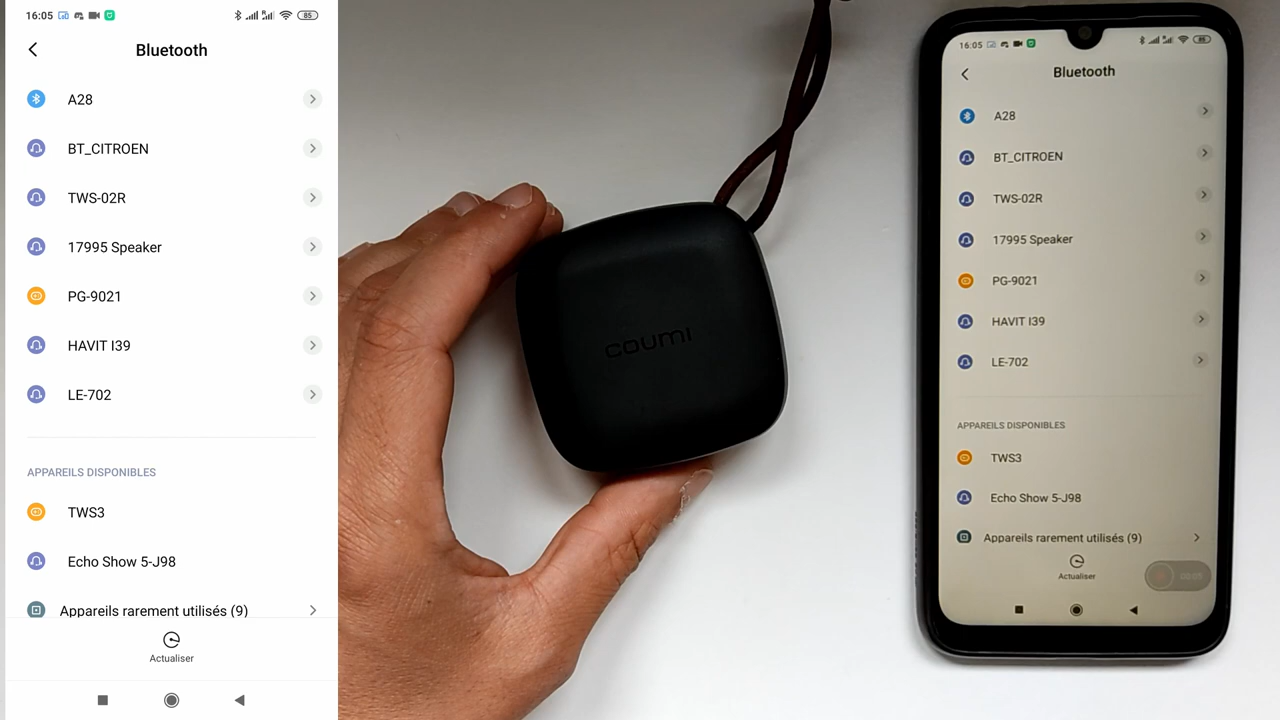 16:05
85
Bluetooth
A28
BT_CITROEN
TWS-02R
17995 Speaker
PG-9021
HAVIT I39
LE-702
APPAREILS DISPONIBLES
TWS3
Echo Show 5-J98
Appareils rarement utilisés (9)
Actualiser
coumi
16:05
Bluetooth
A28
BT_CITROEN
TWS-02R
17995 Speaker
PG-9021
HAVIT I39
LE-702
APPAREILS DISPONIBLES
TWS3
Echo Show 5-J98
Appareils rarement utilisés (9)
Actualiser